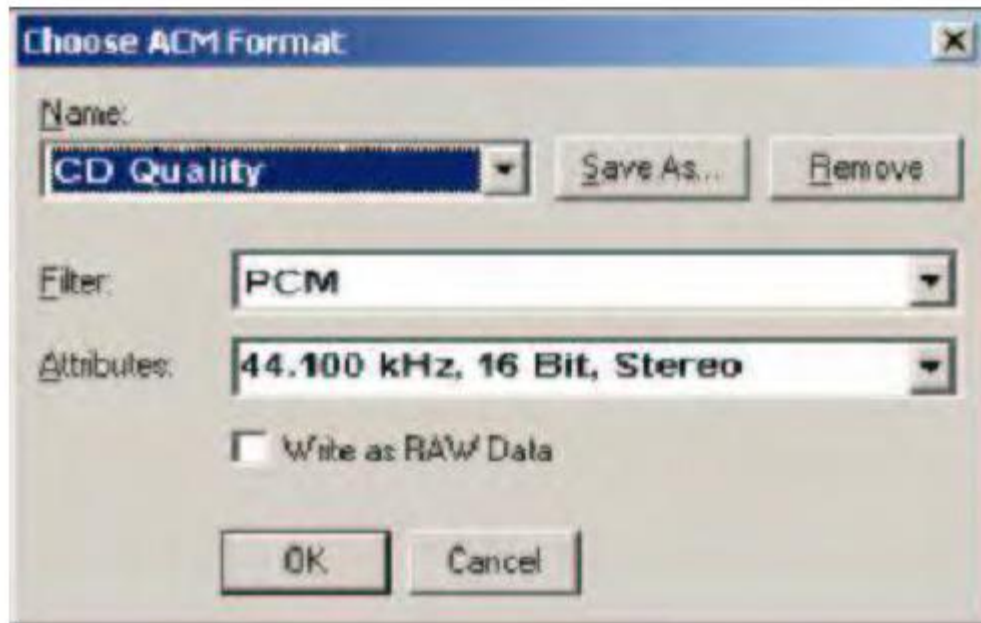 Choose ACM Format
Name:
CD Quality
Save As...
Remove
Filter:
PCM
Attributes:
44.100 kHz, 16 Bit, Stereo
Write as RAW Data
OK
Cancel